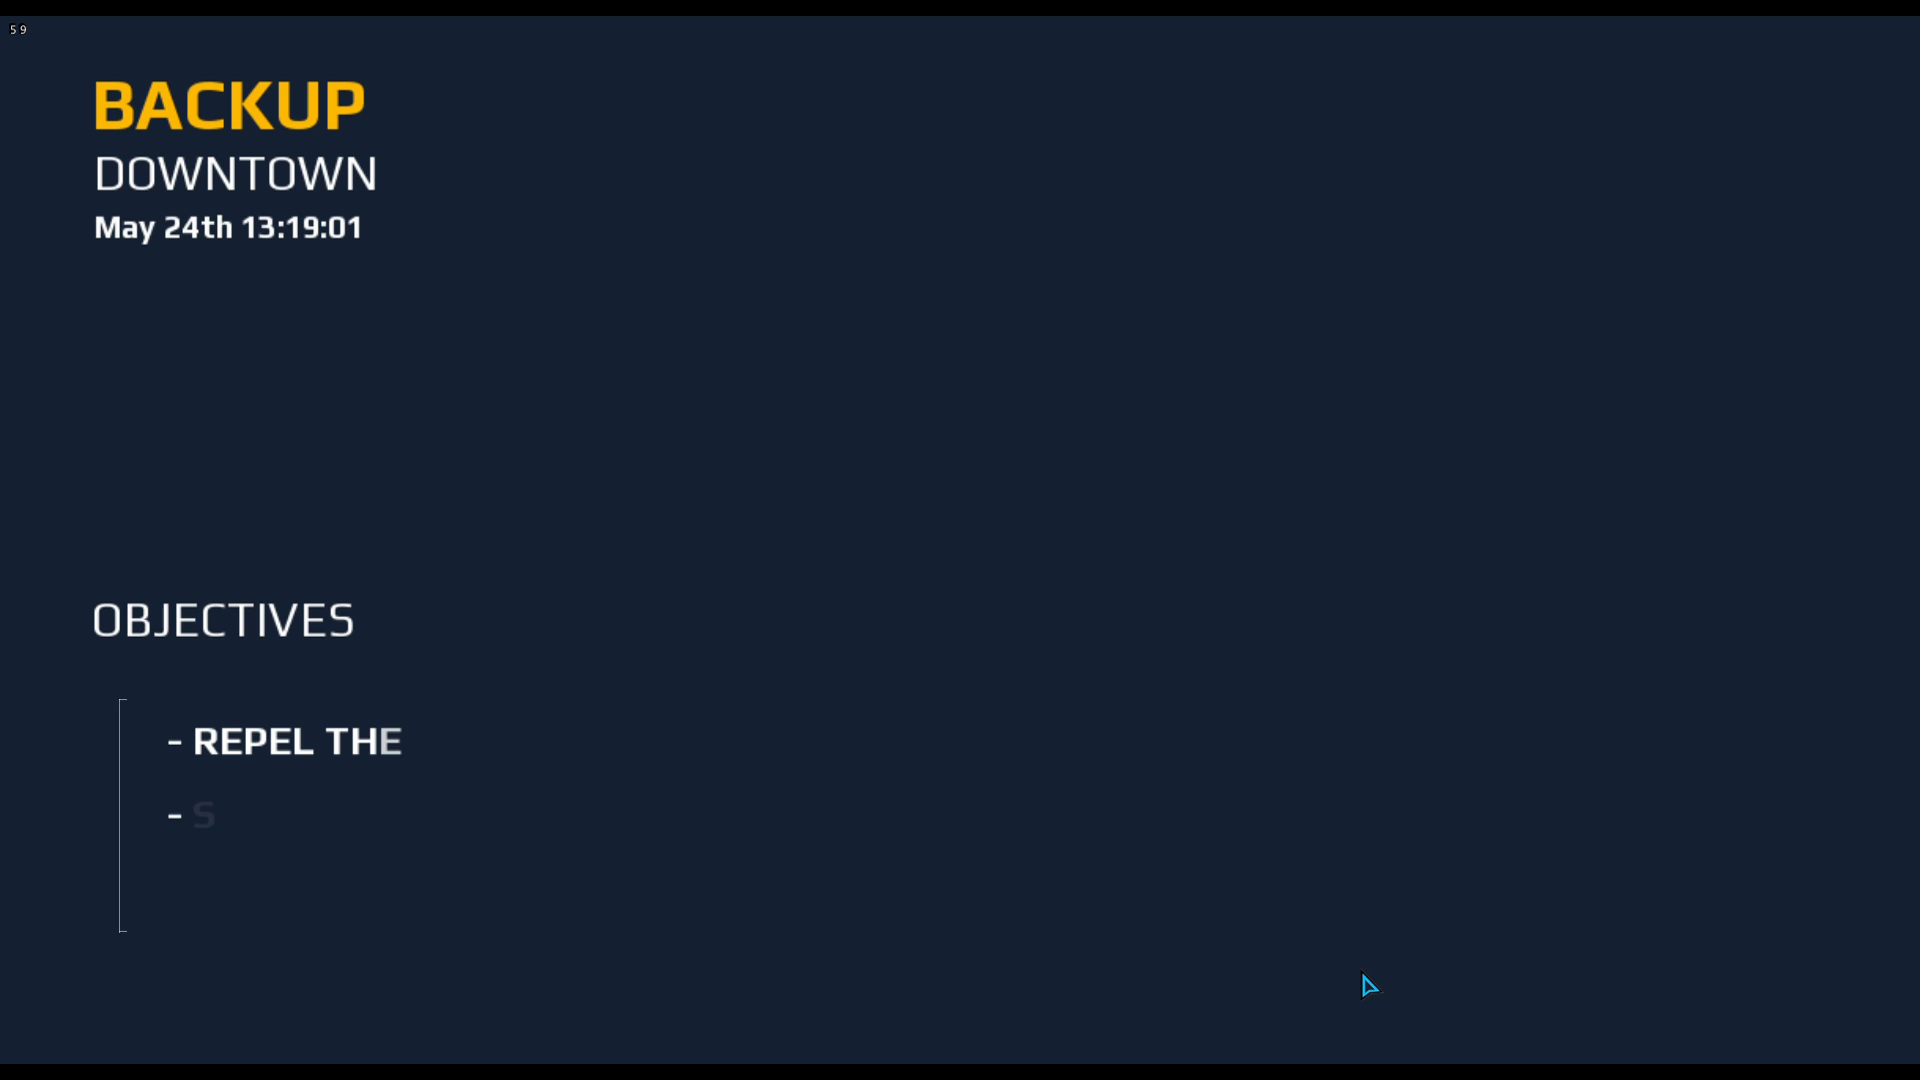 59
BACKUP
DOWNTOWN
May 24th 13:19:01
OBJECTIVES
- REPEL THE
- S